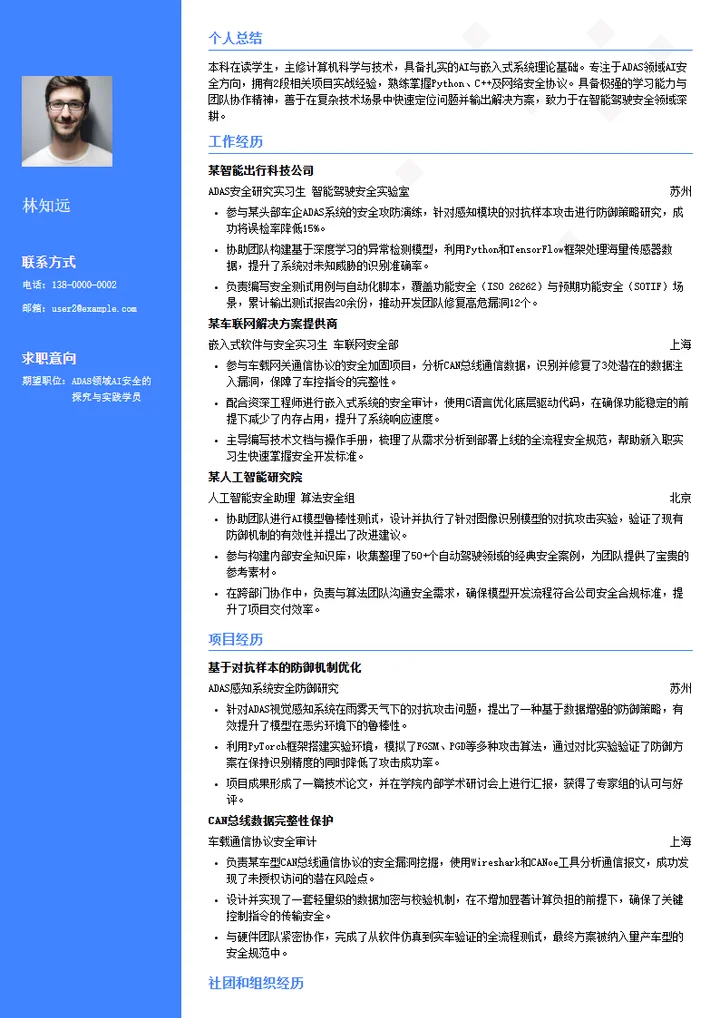 林知远
联系方式
电话：138-0000-0002
邮箱：user2@example.com
求职意向
期望职位：ADAS领域AI安全的
探究与实践学员
个人总结
本科在读学生，主修计算机科学与技术，具备扎实的AI与嵌入式系统理论基础。专注于ADAS领域AI安
全方向，拥有2段相关项目实战经验，熟练掌握Python、C++及网络安全协议。具备极强的学习能力与
团队协作精神，善于在复杂技术场景中快速定位问题并输出解决方案，致力于在智能驾驶安全领域深
耕。
工作经历
某智能出行科技公司
ADAS安全研究实习生 智能驾驶安全实验室 苏州
• 参与某头部车企ADAS系统的安全攻防演练，针对感知模块的对抗样本攻击进行防御策略研究，成
功将误检率降低15%。
• 协助团队构建基于深度学习的异常检测模型，利用Python和TensorFlow框架处理海量传感器数
据，提升了系统对未知威胁的识别准确率。
• 负责编写安全测试用例与自动化脚本，覆盖功能安全（ISO 26262）与预期功能安全（SOTIF）场
景，累计输出测试报告20余份，推动开发团队修复高危漏洞12个。
某车联网解决方案提供商
嵌入式软件与安全实习生 车联网安全部 上海
• 参与车载网关通信协议的安全加固项目，分析CAN总线通信数据，识别并修复了3处潜在的数据注
入漏洞，保障了车控指令的完整性。
• 配合资深工程师进行嵌入式系统的安全审计，使用C语言优化底层驱动代码，在确保功能稳定的前
提下减少了内存占用，提升了系统响应速度。
• 主导编写技术文档与操作手册，梳理了从需求分析到部署上线的全流程安全规范，帮助新入职实
习生快速掌握安全开发标准。
某人工智能研究院
人工智能安全助理 算法安全组 北京
• 协助团队进行AI模型鲁棒性测试，设计并执行了针对图像识别模型的对抗攻击实验，验证了现有
防御机制的有效性并提出了改进建议。
• 参与构建内部安全知识库，收集整理了50+个自动驾驶领域的经典安全案例，为团队提供了宝贵的
参考素材。
• 在跨部门协作中，负责与算法团队沟通安全需求，确保模型开发流程符合公司安全合规标准，提
升了项目交付效率。
项目经历
基于对抗样本的防御机制优化
ADAS感知系统安全防御研究 苏州
• 针对ADAS视觉感知系统在雨雾天气下的对抗攻击问题，提出了一种基于数据增强的防御策略，有
效提升了模型在恶劣环境下的鲁棒性。
• 利用PyTorch框架搭建实验环境，模拟了FGSM、PGD等多种攻击算法，通过对比实验验证了防御方
案在保持识别精度的同时降低了攻击成功率。
• 项目成果形成了一篇技术论文，并在学院内部学术研讨会上进行汇报，获得了专家组的认可与好
评。
CAN总线数据完整性保护
车载通信协议安全审计 上海
• 负责某车型CAN总线通信协议的安全漏洞挖掘，使用Wireshark和CANoe工具分析通信报文，成功发
现了未授权访问的潜在风险点。
• 设计并实现了一套轻量级的数据加密与校验机制，在不增加显著计算负担的前提下，确保了关键
控制指令的传输安全。
• 与硬件团队紧密协作，完成了从软件仿真到实车验证的全流程测试，最终方案被纳入量产车型的
安全规范中。
社团和组织经历